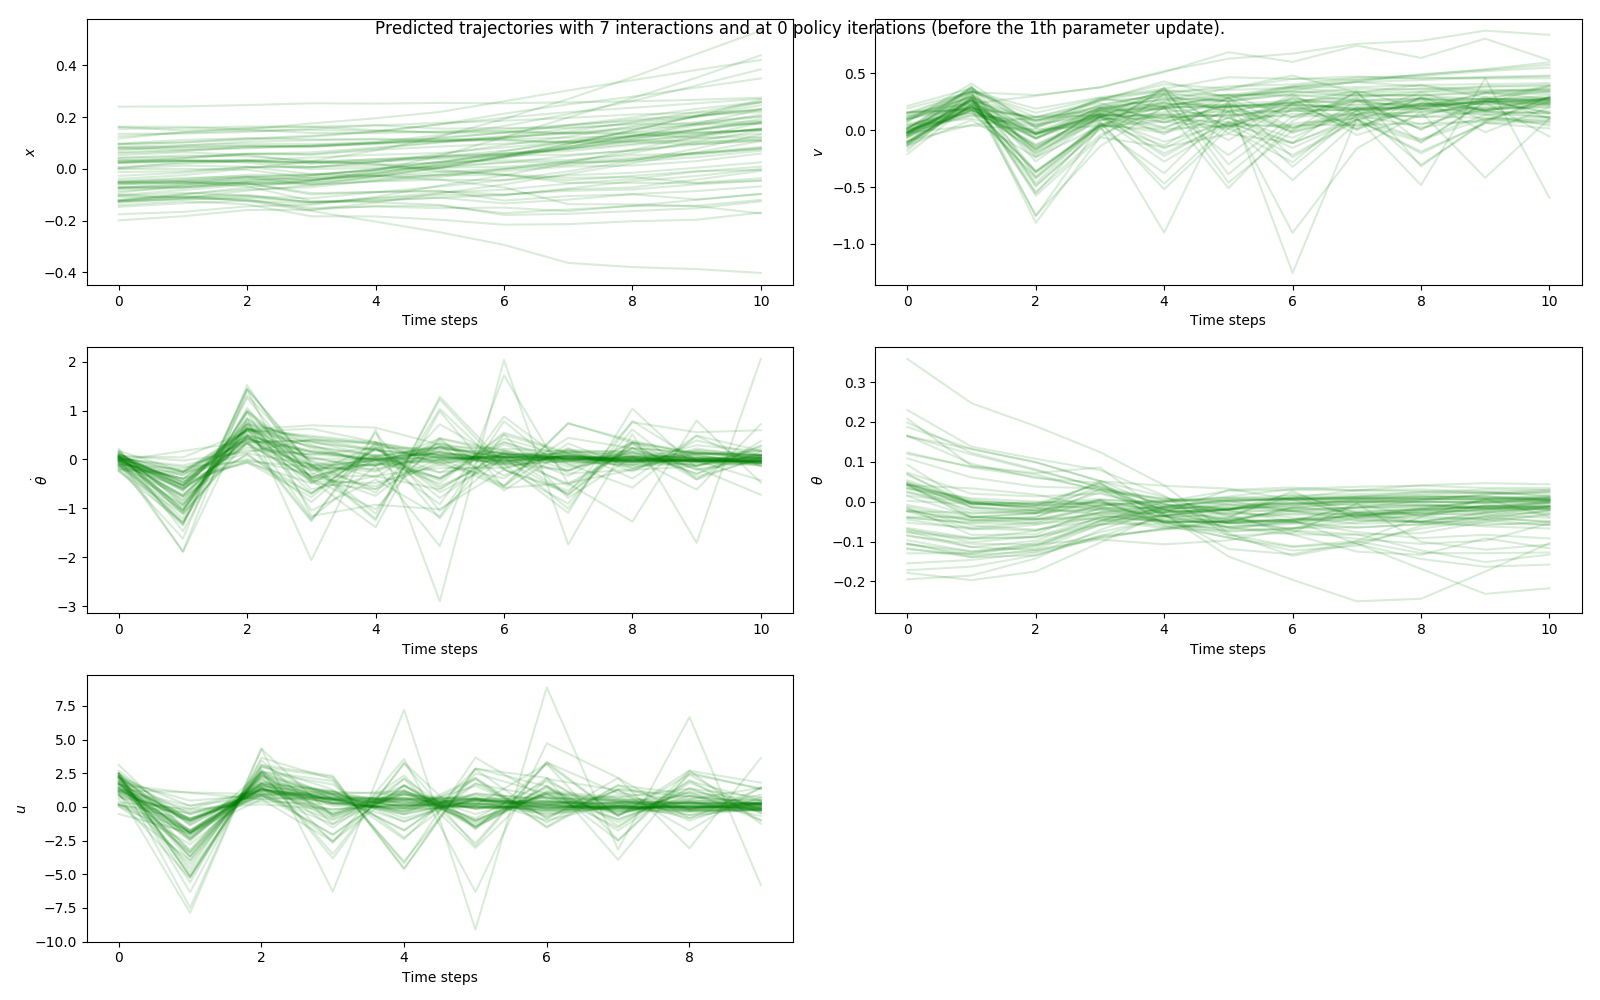 Predicted trajectories with 7 interactions and at 0 policy iterations (before the 1th parameter update).
x
0.4
0.2
0.0
−0.2
−0.4
0 2 4 6 8 10
Time steps
v
0.5
0.0
−0.5
−1.0
0 2 4 6 8 10
Time steps
θ̇
2
1
0
−1
−2
−3
0 2 4 6 8 10
Time steps
θ
0.3
0.2
0.1
0.0
−0.1
−0.2
0 2 4 6 8 10
Time steps
u
7.5
5.0
2.5
0.0
−2.5
−5.0
−7.5
−10.0
0 2 4 6 8
Time steps